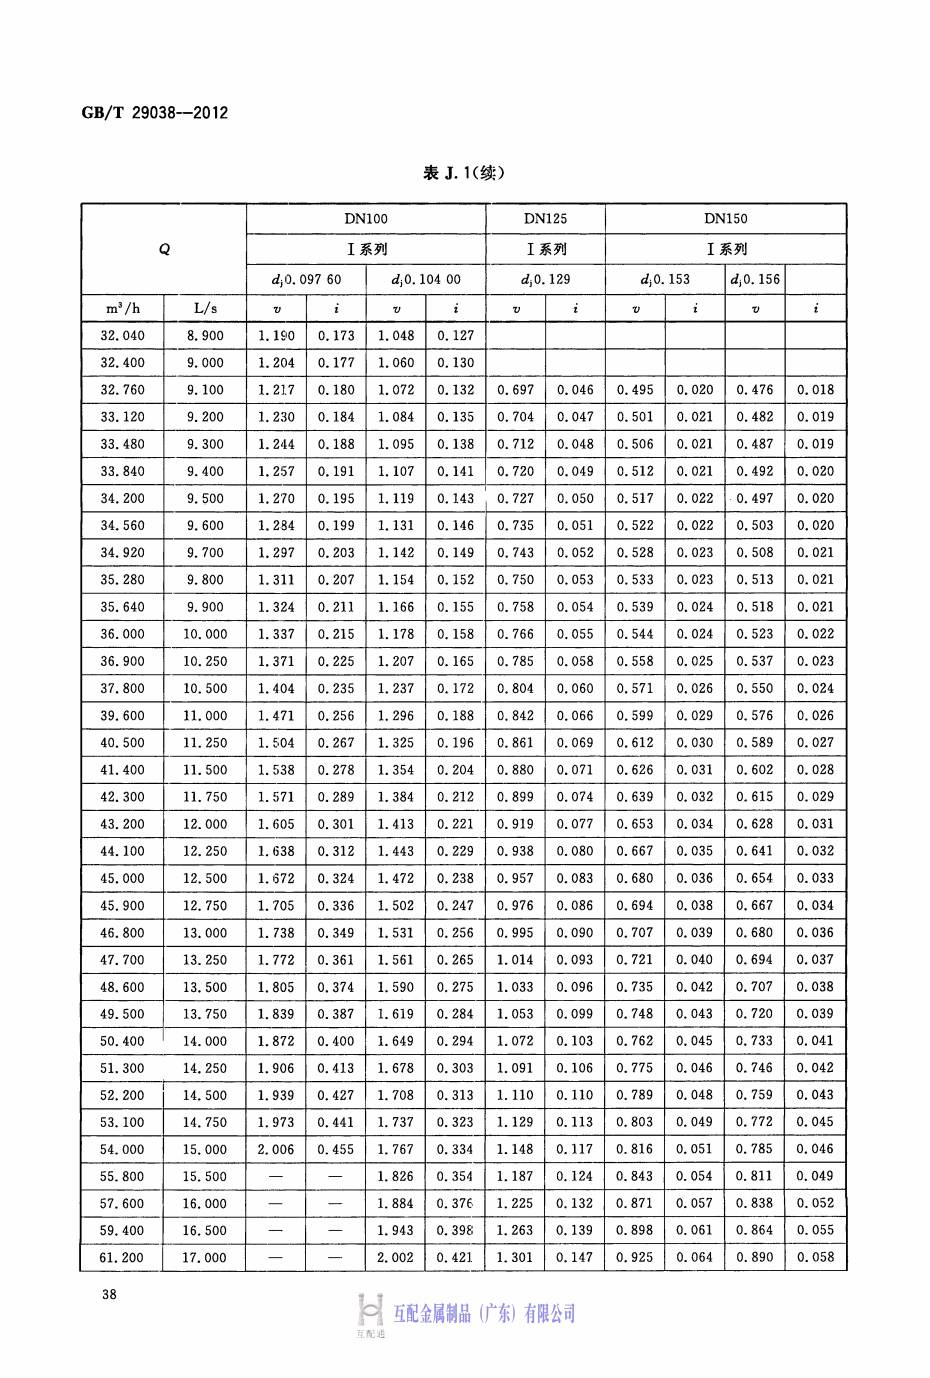 GB/T 29038—2012
表 J. 1(续)
Q DN100 DN125 DN150
Ⅰ系列 Ⅰ系列 Ⅰ系列
dj0. 097 60 dj0. 104 00 dj0. 129 dj0. 153 dj0. 156
m³/h L/s v i v i v i v i v i
32. 040 8. 900 1. 190 0. 173 1. 048 0. 127
32. 400 9. 000 1. 204 0. 177 1. 060 0. 130
32. 760 9. 100 1. 217 0. 180 1. 072 0. 132 0. 697 0. 046 0. 495 0. 020 0. 476 0. 018
33. 120 9. 200 1. 230 0. 184 1. 084 0. 135 0. 704 0. 047 0. 501 0. 021 0. 482 0. 019
33. 480 9. 300 1. 244 0. 188 1. 095 0. 138 0. 712 0. 048 0. 506 0. 021 0. 487 0. 019
33. 840 9. 400 1. 257 0. 191 1. 107 0. 141 0. 720 0. 049 0. 512 0. 021 0. 492 0. 020
34. 200 9. 500 1. 270 0. 195 1. 119 0. 143 0. 727 0. 050 0. 517 0. 022 0. 497 0. 020
34. 560 9. 600 1. 284 0. 199 1. 131 0. 146 0. 735 0. 051 0. 522 0. 022 0. 503 0. 020
34. 920 9. 700 1. 297 0. 203 1. 142 0. 149 0. 743 0. 052 0. 528 0. 023 0. 508 0. 021
35. 280 9. 800 1. 311 0. 207 1. 154 0. 152 0. 750 0. 053 0. 533 0. 023 0. 513 0. 021
35. 640 9. 900 1. 324 0. 211 1. 166 0. 155 0. 758 0. 054 0. 539 0. 024 0. 518 0. 021
36. 000 10. 000 1. 337 0. 215 1. 178 0. 158 0. 766 0. 055 0. 544 0. 024 0. 523 0. 022
36. 900 10. 250 1. 371 0. 225 1. 207 0. 165 0. 785 0. 058 0. 558 0. 025 0. 537 0. 023
37. 800 10. 500 1. 404 0. 235 1. 237 0. 172 0. 804 0. 060 0. 571 0. 026 0. 550 0. 024
39. 600 11. 000 1. 471 0. 256 1. 296 0. 188 0. 842 0. 066 0. 599 0. 029 0. 576 0. 026
40. 500 11. 250 1. 504 0. 267 1. 325 0. 196 0. 861 0. 069 0. 612 0. 030 0. 589 0. 027
41. 400 11. 500 1. 538 0. 278 1. 354 0. 204 0. 880 0. 071 0. 626 0. 031 0. 602 0. 028
42. 300 11. 750 1. 571 0. 289 1. 384 0. 212 0. 899 0. 074 0. 639 0. 032 0. 615 0. 029
43. 200 12. 000 1. 605 0. 301 1. 413 0. 221 0. 919 0. 077 0. 653 0. 034 0. 628 0. 031
44. 100 12. 250 1. 638 0. 312 1. 443 0. 229 0. 938 0. 080 0. 667 0. 035 0. 641 0. 032
45. 000 12. 500 1. 672 0. 324 1. 472 0. 238 0. 957 0. 083 0. 680 0. 036 0. 654 0. 033
45. 900 12. 750 1. 705 0. 336 1. 502 0. 247 0. 976 0. 086 0. 694 0. 038 0. 667 0. 034
46. 800 13. 000 1. 738 0. 349 1. 531 0. 256 0. 995 0. 090 0. 707 0. 039 0. 680 0. 036
47. 700 13. 250 1. 772 0. 361 1. 561 0. 265 1. 014 0. 093 0. 721 0. 040 0. 694 0. 037
48. 600 13. 500 1. 805 0. 374 1. 590 0. 275 1. 033 0. 096 0. 735 0. 042 0. 707 0. 038
49. 500 13. 750 1. 839 0. 387 1. 619 0. 284 1. 053 0. 099 0. 748 0. 043 0. 720 0. 039
50. 400 14. 000 1. 872 0. 400 1. 649 0. 294 1. 072 0. 103 0. 762 0. 045 0. 733 0. 041
51. 300 14. 250 1. 906 0. 413 1. 678 0. 303 1. 091 0. 106 0. 775 0. 046 0. 746 0. 042
52. 200 14. 500 1. 939 0. 427 1. 708 0. 313 1. 110 0. 110 0. 789 0. 048 0. 759 0. 043
53. 100 14. 750 1. 973 0. 441 1. 737 0. 323 1. 129 0. 113 0. 803 0. 049 0. 772 0. 045
54. 000 15. 000 2. 006 0. 455 1. 767 0. 334 1. 148 0. 117 0. 816 0. 051 0. 785 0. 046
55. 800 15. 500 — — 1. 826 0. 354 1. 187 0. 124 0. 843 0. 054 0. 811 0. 049
57. 600 16. 000 — — 1. 884 0. 376 1. 225 0. 132 0. 871 0. 057 0. 838 0. 052
59. 400 16. 500 — — 1. 943 0. 398 1. 263 0. 139 0. 898 0. 061 0. 864 0. 055
61. 200 17. 000 — — 2. 002 0. 421 1. 301 0. 147 0. 925 0. 064 0. 890 0. 058
38
互配金属制品（广东）有限公司
互配通